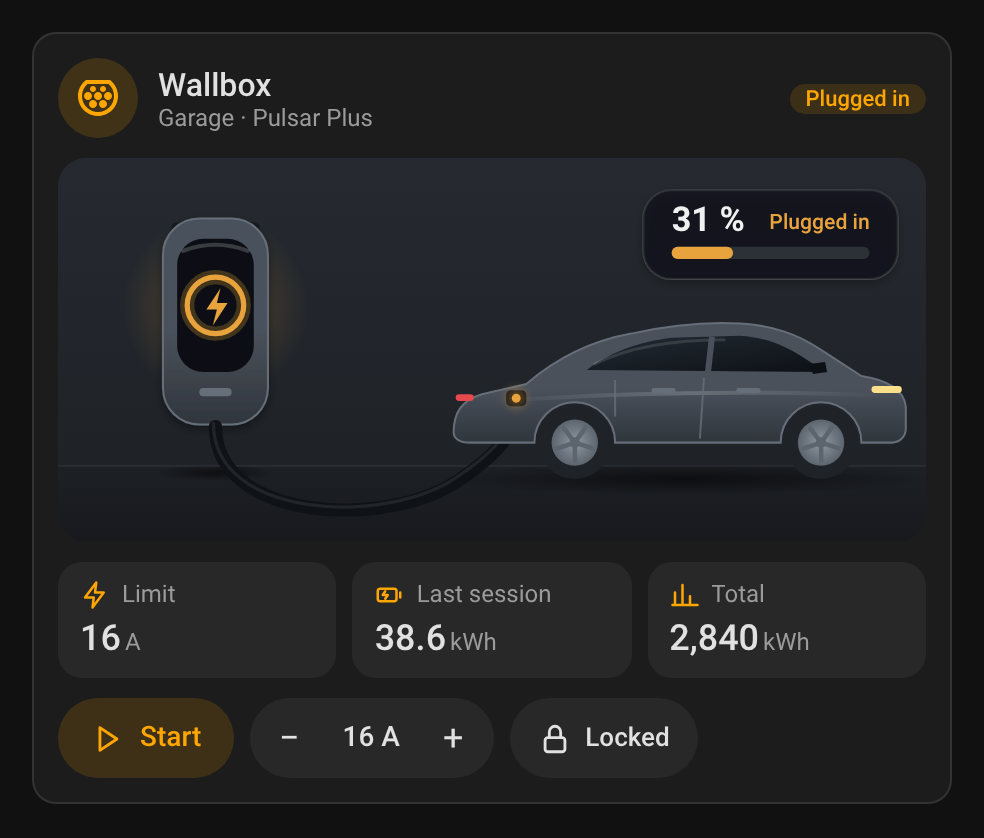 Wallbox
Garage · Pulsar Plus
Plugged in
31 % Plugged in
Limit
16 A
Last session
38.6 kWh
Total
2,840 kWh
Start
− 16 A +
Locked